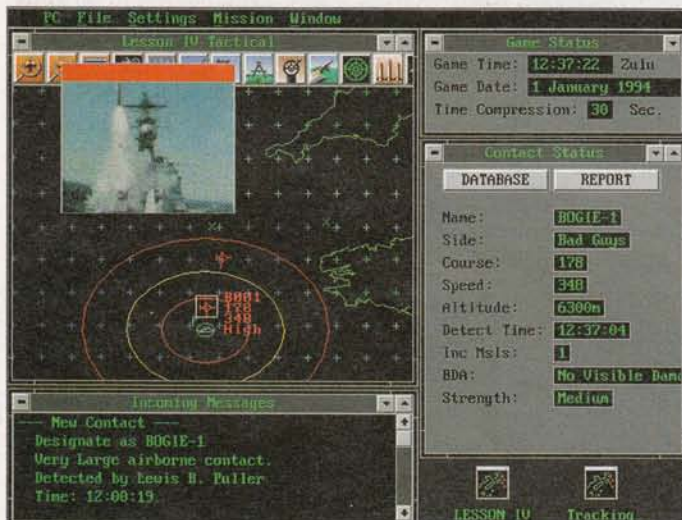 PC File Settings Mission Window
Lesson IV Tactical
B001
178
348
High
Incoming Messages
--- New Contact ---
Designate as BOGIE-1
Very Large airborne contact.
Detected by Lewis B. Puller
Time: 12:00:19.
Game Status
Game Time: 12:37:22 Zulu
Game Date: 1 January 1994
Time Compression: 30 Sec.
Contact Status
DATABASE REPORT
Name: BOGIE-1
Side: Bad Guys
Course: 178
Speed: 348
Altitude: 6300m
Detect Time: 12:37:04
Inc Msls: 1
BDA: No Visible Dama
Strength: Medium
LESSON IV Tracking